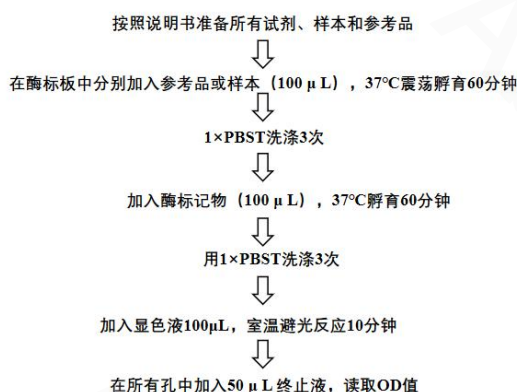 按照说明书准备所有试剂、样本和参考品
在酶标板中分别加入参考品或样本（100 μ L），37°C震荡孵育60分钟
1×PBST洗涤3次
加入酶标记物（100 μ L），37°C孵育60分钟
用1×PBST洗涤3次
加入显色液100μL，室温避光反应10分钟
在所有孔中加入50 μ L 终止液，读取OD值